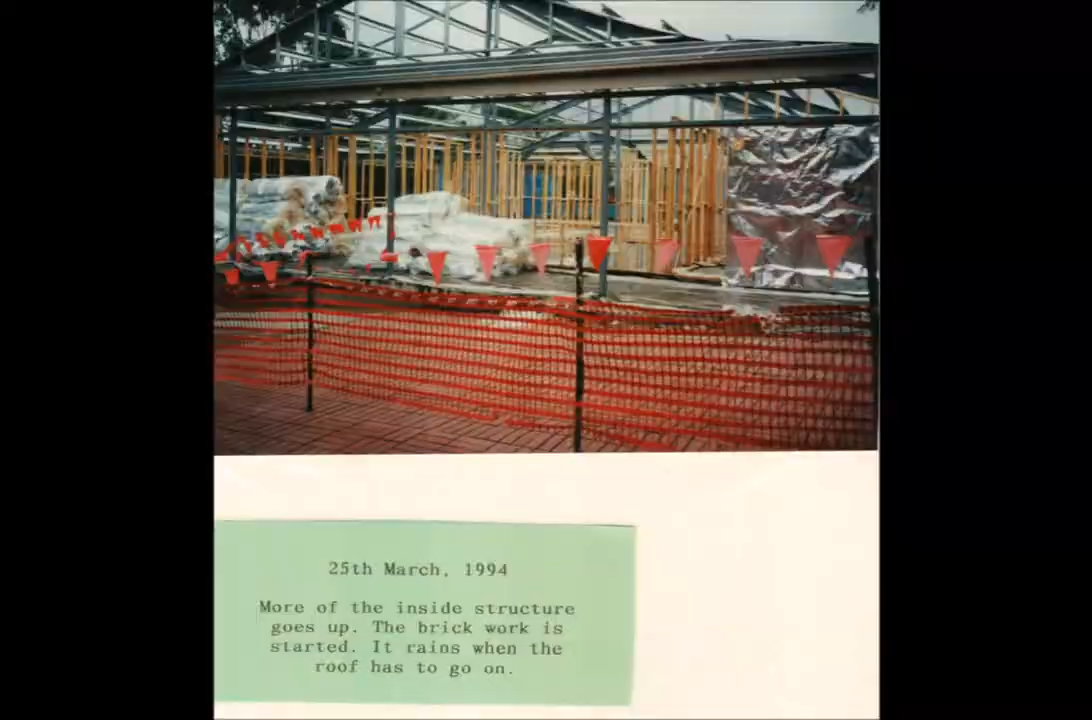 25th March, 1994
More of the inside structure
goes up. The brick work is
started. It rains when the
roof has to go on.